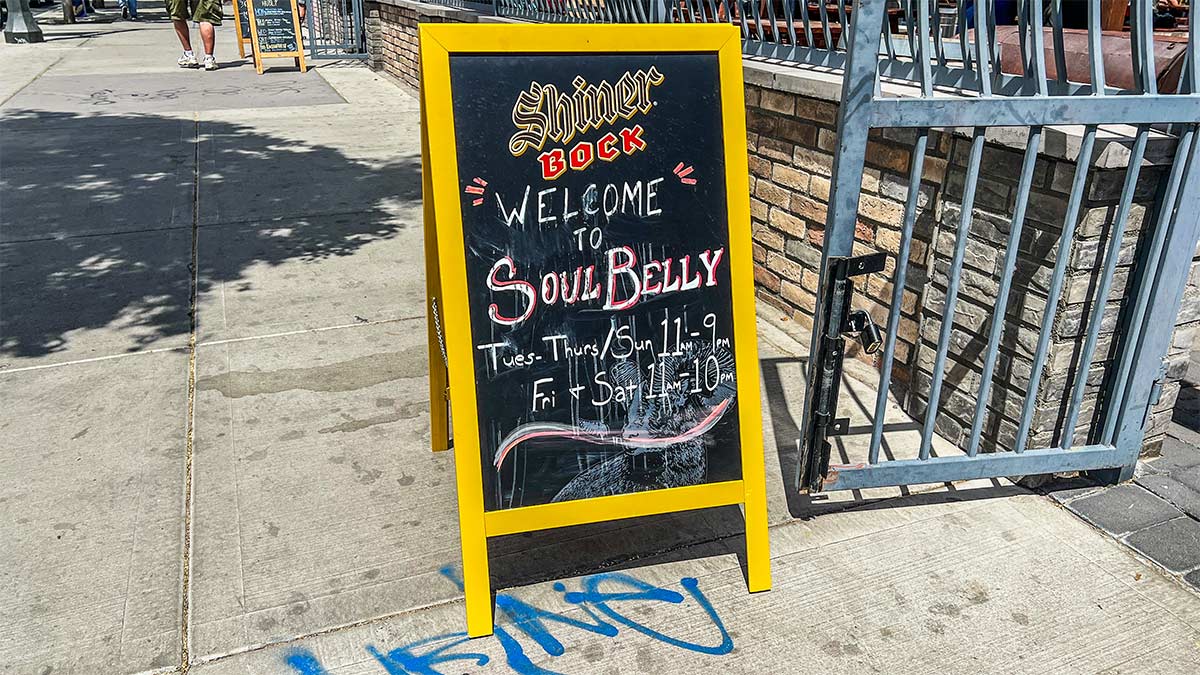 Shiner
BOCK
WELCOME
TO
SOUL BELLY
TUES-THURS/SUN 11AM-9PM
Fri & Sat 11AM-10PM